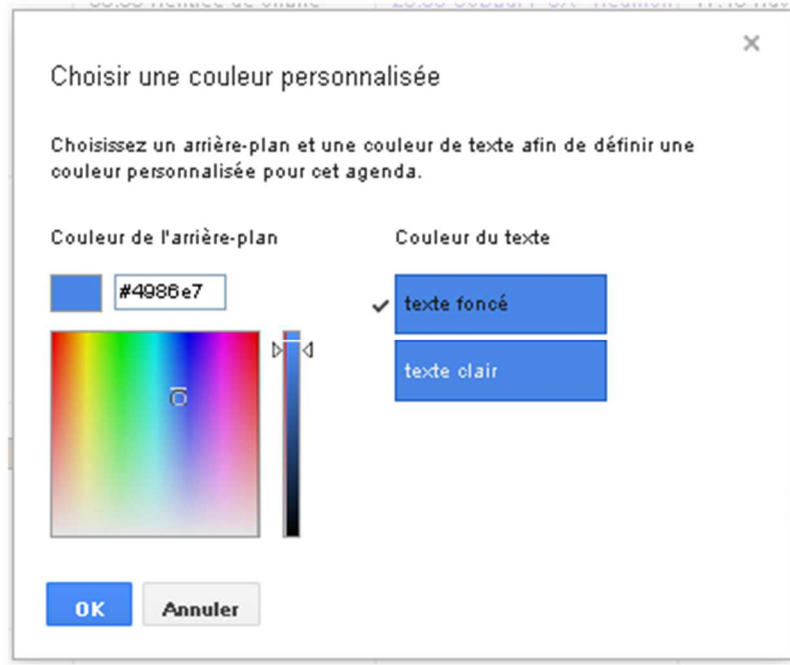 Choisir une couleur personnalisée
Choisissez un arrière-plan et une couleur de texte afin de définir une
couleur personnalisée pour cet agenda.
Couleur de l'arrière-plan
Couleur du texte
#4986e7
texte foncé
texte clair
OK
Annuler